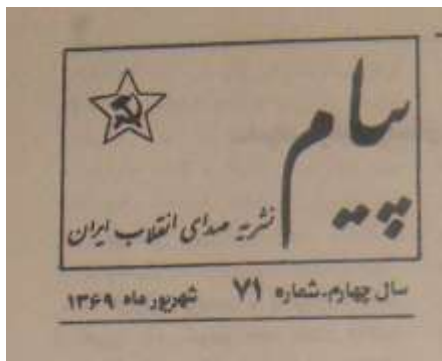 پیام
نشریه صدای انقلاب ایران
سال چهارم-شماره ۷۱ شهریور ماه ۱۳۶۹